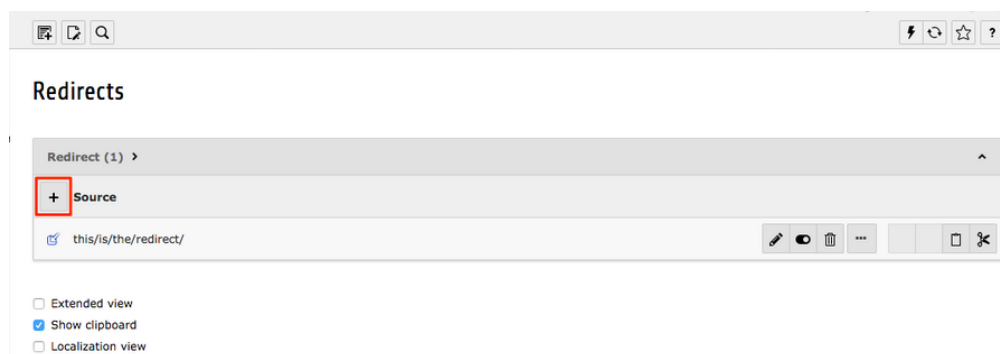 ?
Redirects
Redirect (1)
+ Source
this/is/the/redirect/
Extended view
Show clipboard
Localization view